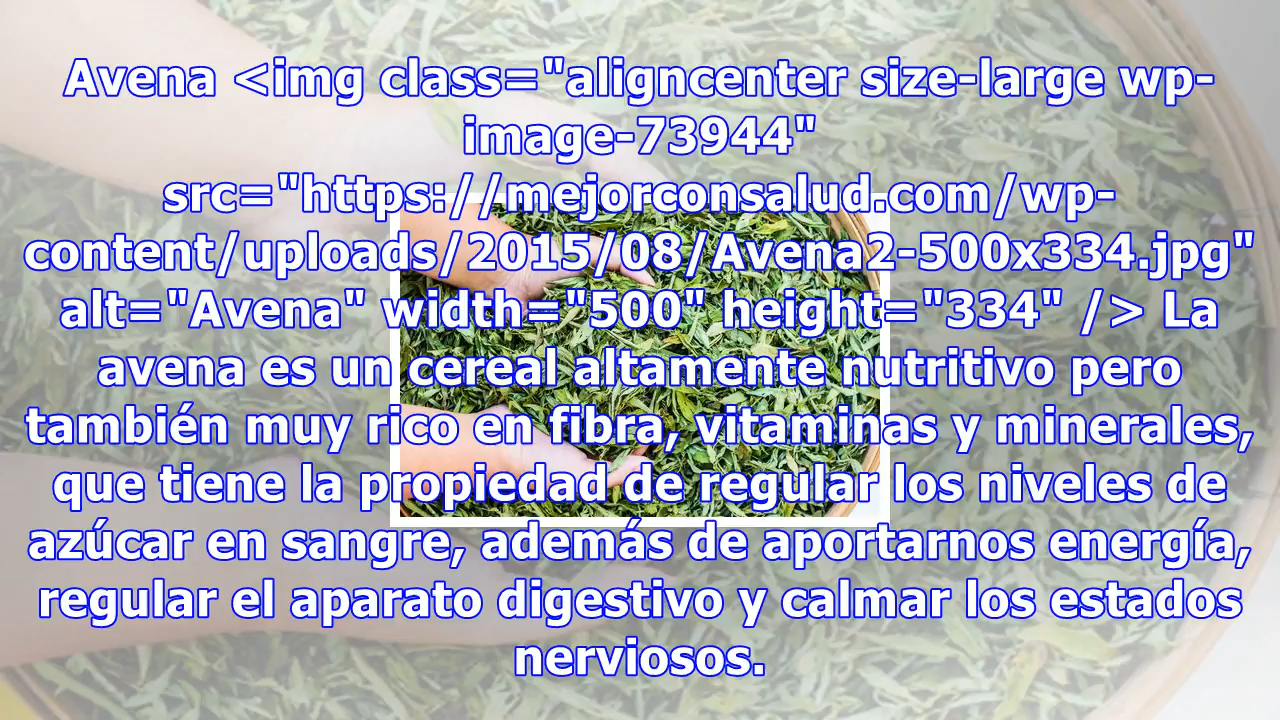 Avena <img class="aligncenter size-large wp-
image-73944"
src="https://mejorconsalud.com/wp-
content/uploads/2015/08/Avena2-500x334.jpg"
alt="Avena" width="500" height="334" /> La
avena es un cereal altamente nutritivo pero
también muy rico en fibra, vitaminas y minerales,
que tiene la propiedad de regular los niveles de
azúcar en sangre, además de aportarnos energía,
regular el aparato digestivo y calmar los estados
nerviosos.